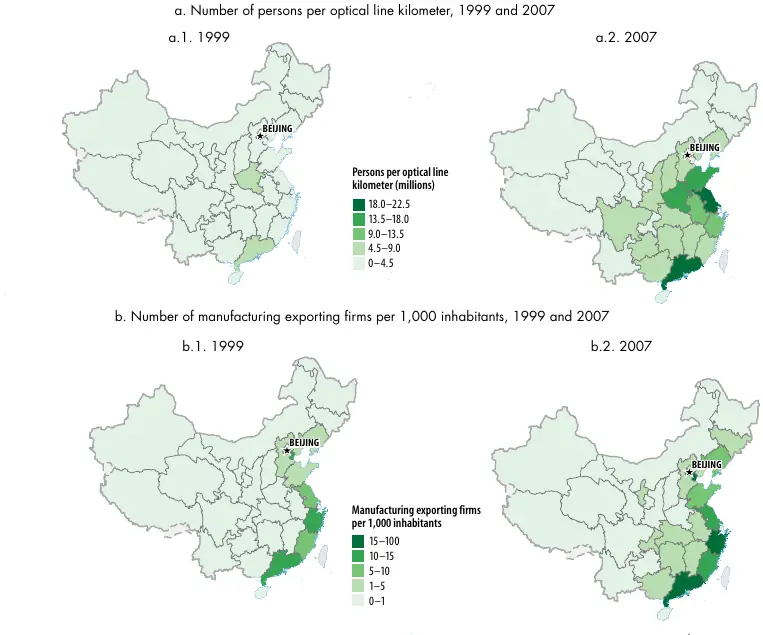 a. Number of persons per optical line kilometer, 1999 and 2007
a.1. 1999
a.2. 2007
BEIJING
BEIJING
Persons per optical line
kilometer (millions)
18.0–22.5
13.5–18.0
9.0–13.5
4.5–9.0
0–4.5
b. Number of manufacturing exporting firms per 1,000 inhabitants, 1999 and 2007
b.1. 1999
b.2. 2007
BEIJING
BEIJING
Manufacturing exporting firms
per 1,000 inhabitants
15–100
10–15
5–10
1–5
0–1